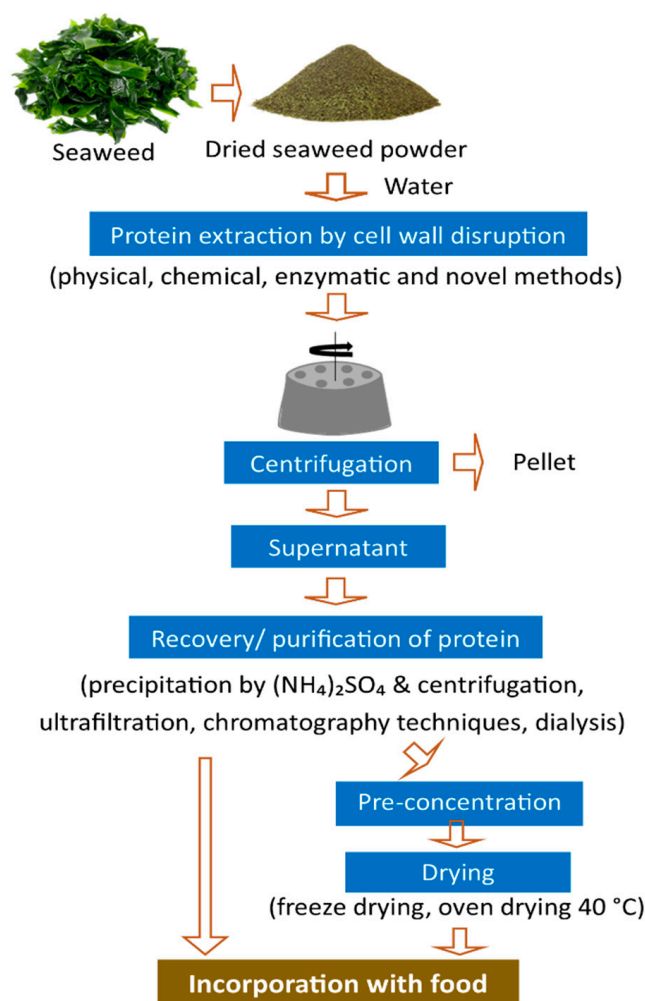 Seaweed
Dried seaweed powder
Water
Protein extraction by cell wall disruption
(physical, chemical, enzymatic and novel methods)
Centrifugation
Pellet
Supernatant
Recovery/ purification of protein
(precipitation by (NH₄)₂SO₄ & centrifugation,
ultrafiltration, chromatography techniques, dialysis)
Pre-concentration
Drying
(freeze drying, oven drying 40 °C)
Incorporation with food